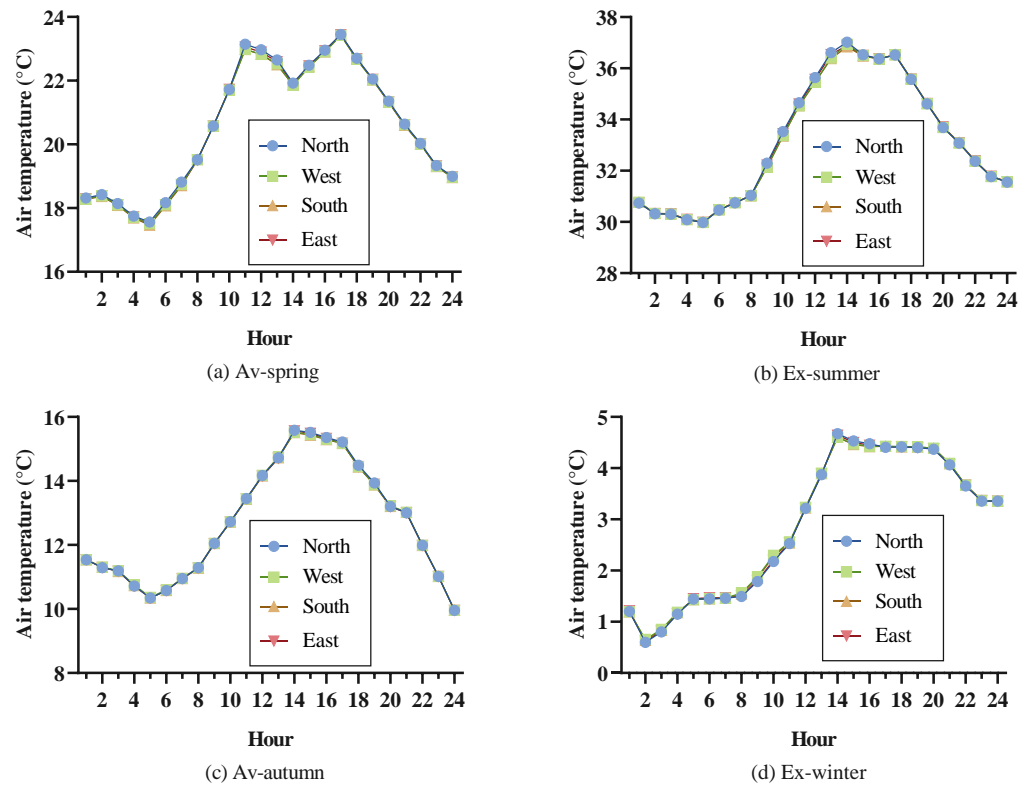 24
22
20
18
16
Air temperature (°C)
North
West
South
East
2 4 6 8 10 12 14 16 18 20 22 24
Hour
(a) Av-spring
38
36
34
32
30
28
Air temperature (°C)
North
West
South
East
2 4 6 8 10 12 14 16 18 20 22 24
Hour
(b) Ex-summer
16
14
12
10
8
Air temperature (°C)
North
West
South
East
2 4 6 8 10 12 14 16 18 20 22 24
Hour
(c) Av-autumn
5
4
3
2
1
0
Air temperature (°C)
North
West
South
East
2 4 6 8 10 12 14 16 18 20 22 24
Hour
(d) Ex-winter